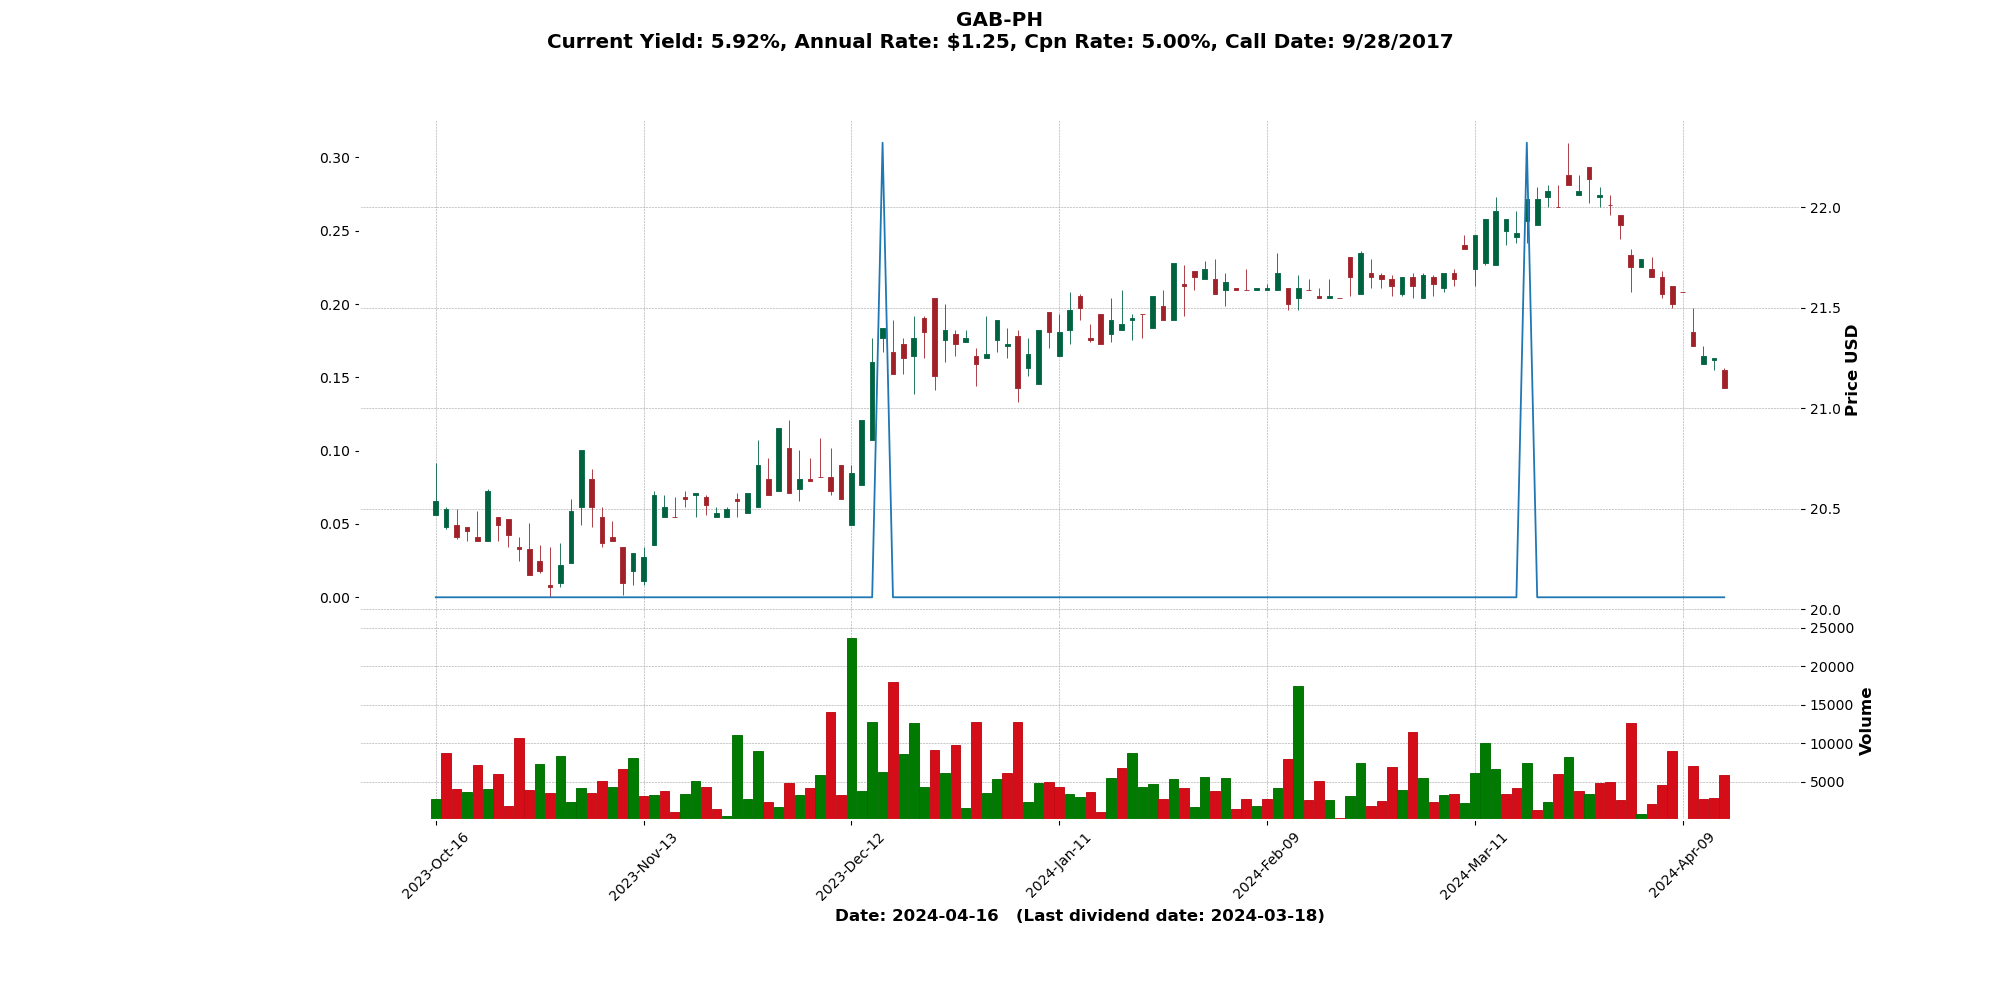 GAB-PH
Current Yield: 5.92%, Annual Rate: $1.25, Cpn Rate: 5.00%, Call Date: 9/28/2017
0.30
0.25
0.20
0.15
0.10
0.05
0.00
22.0
21.5
21.0
20.5
20.0
Price USD
25000
20000
15000
10000
5000
Volume
2023-Oct-16
2023-Nov-13
2023-Dec-12
2024-Jan-11
2024-Feb-09
2024-Mar-11
2024-Apr-09
Date: 2024-04-16 (Last dividend date: 2024-03-18)